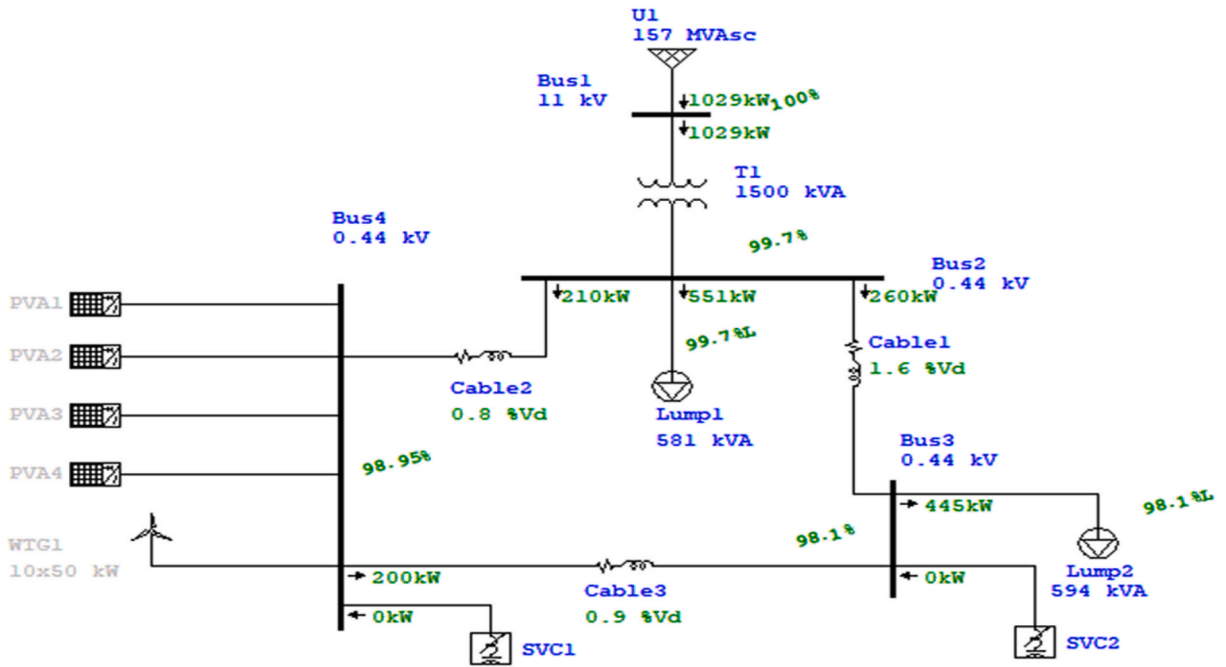 U1
157 MVAsc
Bus1
11 kV
1029kW
100%
1029kW
T1
1500 kVA
Bus4
0.44 kV
99.7%
Bus2
0.44 kV
PVA1
210kW
551kW
260kW
99.7%L
Cable1
1.6 %Vd
PVA2
Cable2
0.8 %Vd
PVA3
Lump1
581 kVA
Bus3
0.44 kV
PVA4
98.95%
445kW
98.1%L
98.1%
WTG1
10x50 kW
200kW
Cable3
0.9 %Vd
0kW
Lump2
594 kVA
0kW
SVC1
SVC2